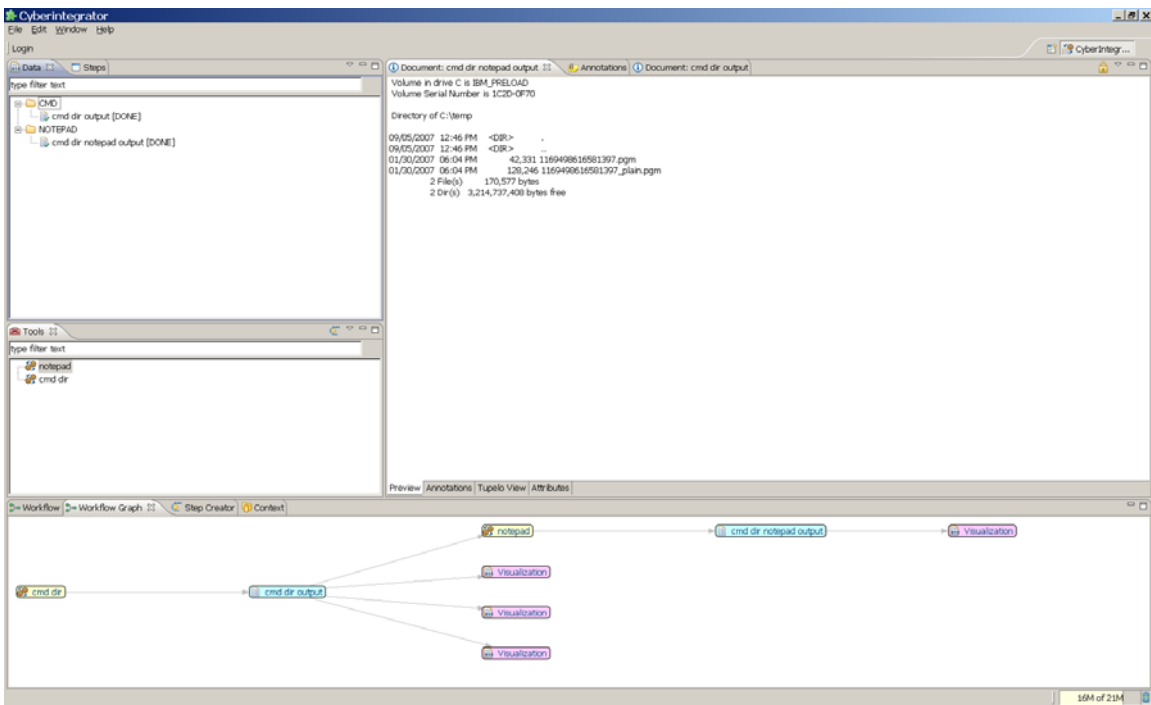 Cyberintegrator
File Edit Window Help
Login
CyberIntegr...
Data
Steps
type filter text
CMD
cmd dir output [DONE]
NOTEPAD
cmd dir notepad output [DONE]
Tools
type filter text
notepad
cmd dir
Document: cmd dir notepad output
Annotations
Document: cmd dir output
Volume in drive C is IBM_PRELOAD
Volume Serial Number is 1C2D-0F70
Directory of C:\temp
09/05/2007 12:46 PM <DIR> .
09/05/2007 12:46 PM <DIR> ..
01/30/2007 06:04 PM 42,331 1169498616581397.pgm
01/30/2007 06:04 PM 128,246 1169498616581397_plain.pgm
2 File(s) 170,577 bytes
2 Dir(s) 3,214,737,408 bytes free
Preview Annotations Tupelo View Attributes
Workflow Workflow Graph Step Creator Context
notepad
cmd dir notepad output
Visualization
Visualization
cmd dir
cmd dir output
Visualization
Visualization
16M of 21M